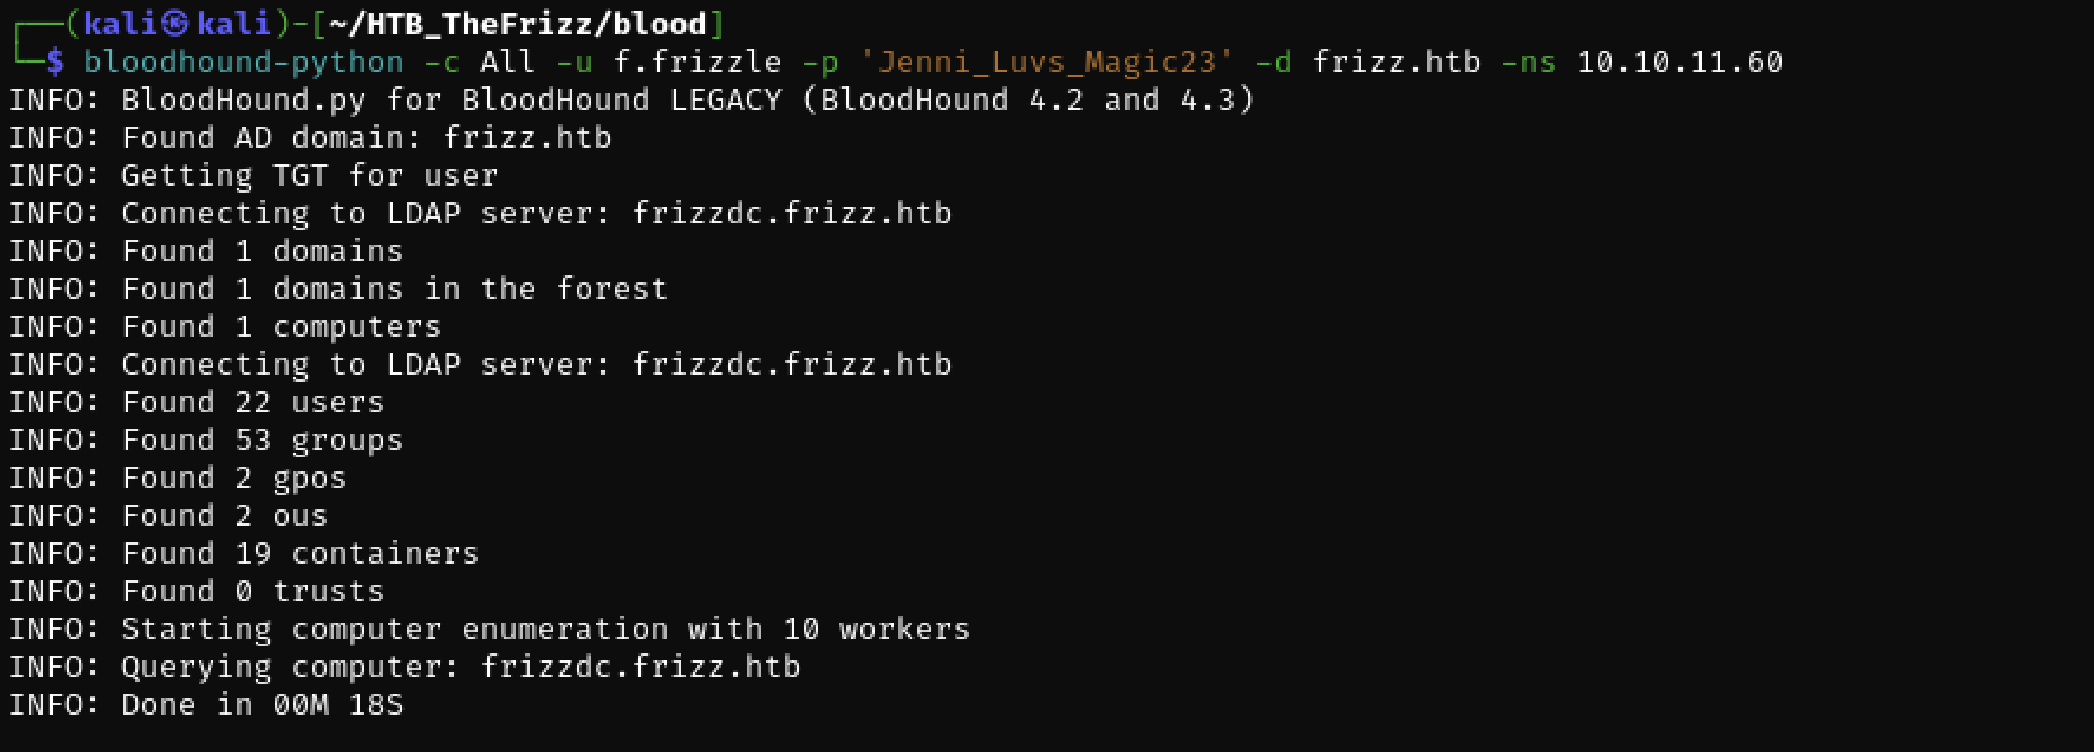 ┌──(kali㉿kali)-[~/HTB_TheFrizz/blood]
└─$ bloodhound-python -c All -u f.frizzle -p 'Jenni_Luvs_Magic23' -d frizz.htb -ns 10.10.11.60
INFO: BloodHound.py for BloodHound LEGACY (BloodHound 4.2 and 4.3)
INFO: Found AD domain: frizz.htb
INFO: Getting TGT for user
INFO: Connecting to LDAP server: frizzdc.frizz.htb
INFO: Found 1 domains
INFO: Found 1 domains in the forest
INFO: Found 1 computers
INFO: Connecting to LDAP server: frizzdc.frizz.htb
INFO: Found 22 users
INFO: Found 53 groups
INFO: Found 2 gpos
INFO: Found 2 ous
INFO: Found 19 containers
INFO: Found 0 trusts
INFO: Starting computer enumeration with 10 workers
INFO: Querying computer: frizzdc.frizz.htb
INFO: Done in 00M 18S